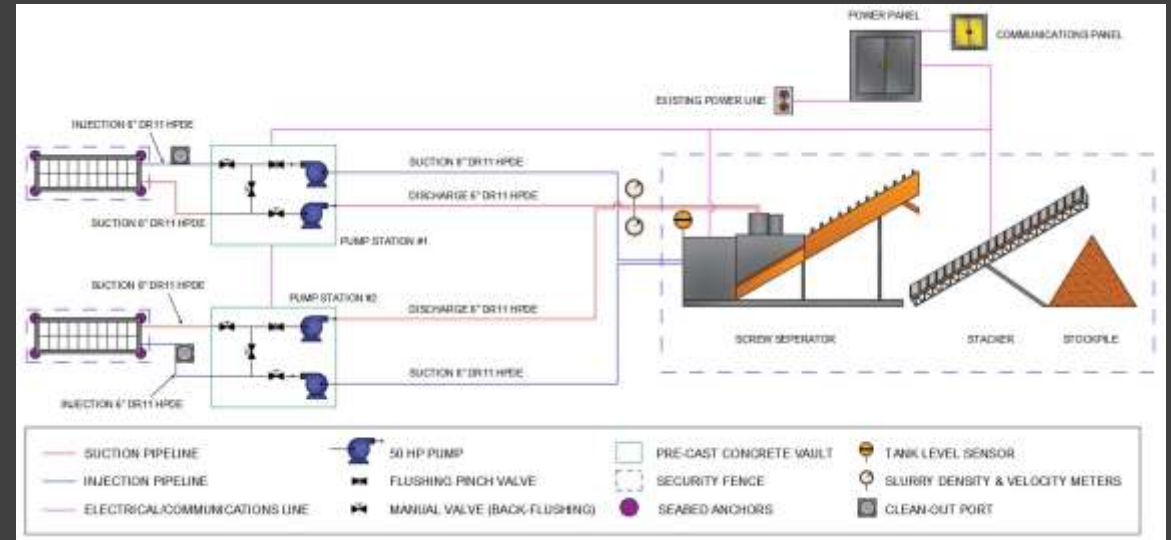 POWER PANEL
COMMUNICATIONS PANEL
EXISTING POWER LINE
INJECTION 6" DR11 HPDE
SUCTION 8" DR11 HPDE
DISCHARGE 6" DR11 HPDE
SUCTION 6" DR11 HPDE
PUMP STATION #1
SUCTION 6" DR11 HPDE
PUMP STATION #2
DISCHARGE 6" DR11 HPDE
SCREW SEPERATOR
STACKER
STOCKPILE
SUCTION 8" DR11 HPDE
INJECTION 6" DR11 HPDE
SUCTION PIPELINE
50 HP PUMP
PRE-CAST CONCRETE VAULT
TANK LEVEL SENSOR
INJECTION PIPELINE
FLUSHING PINCH VALVE
SECURITY FENCE
SLURRY DENSITY & VELOCITY METERS
ELECTRICAL/COMMUNICATIONS LINE
MANUAL VALVE (BACK-FLUSHING)
SEABED ANCHORS
CLEAN-OUT PORT